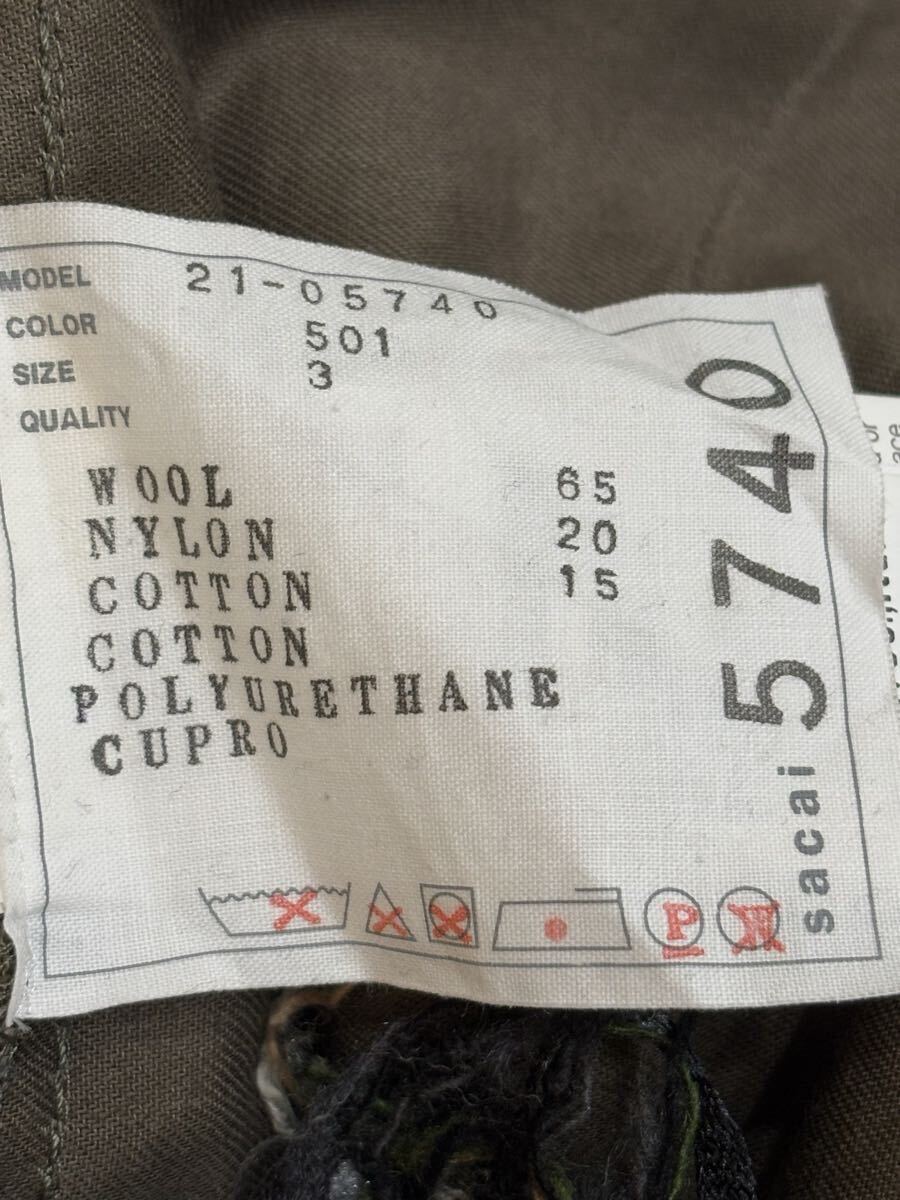 MODEL 21-05740
COLOR 501
SIZE 3
QUALITY
WOOL 65
NYLON 20
COTTON 15
COTTON
POLYURETHANE
CUPRO
P
sacai 5740
ace